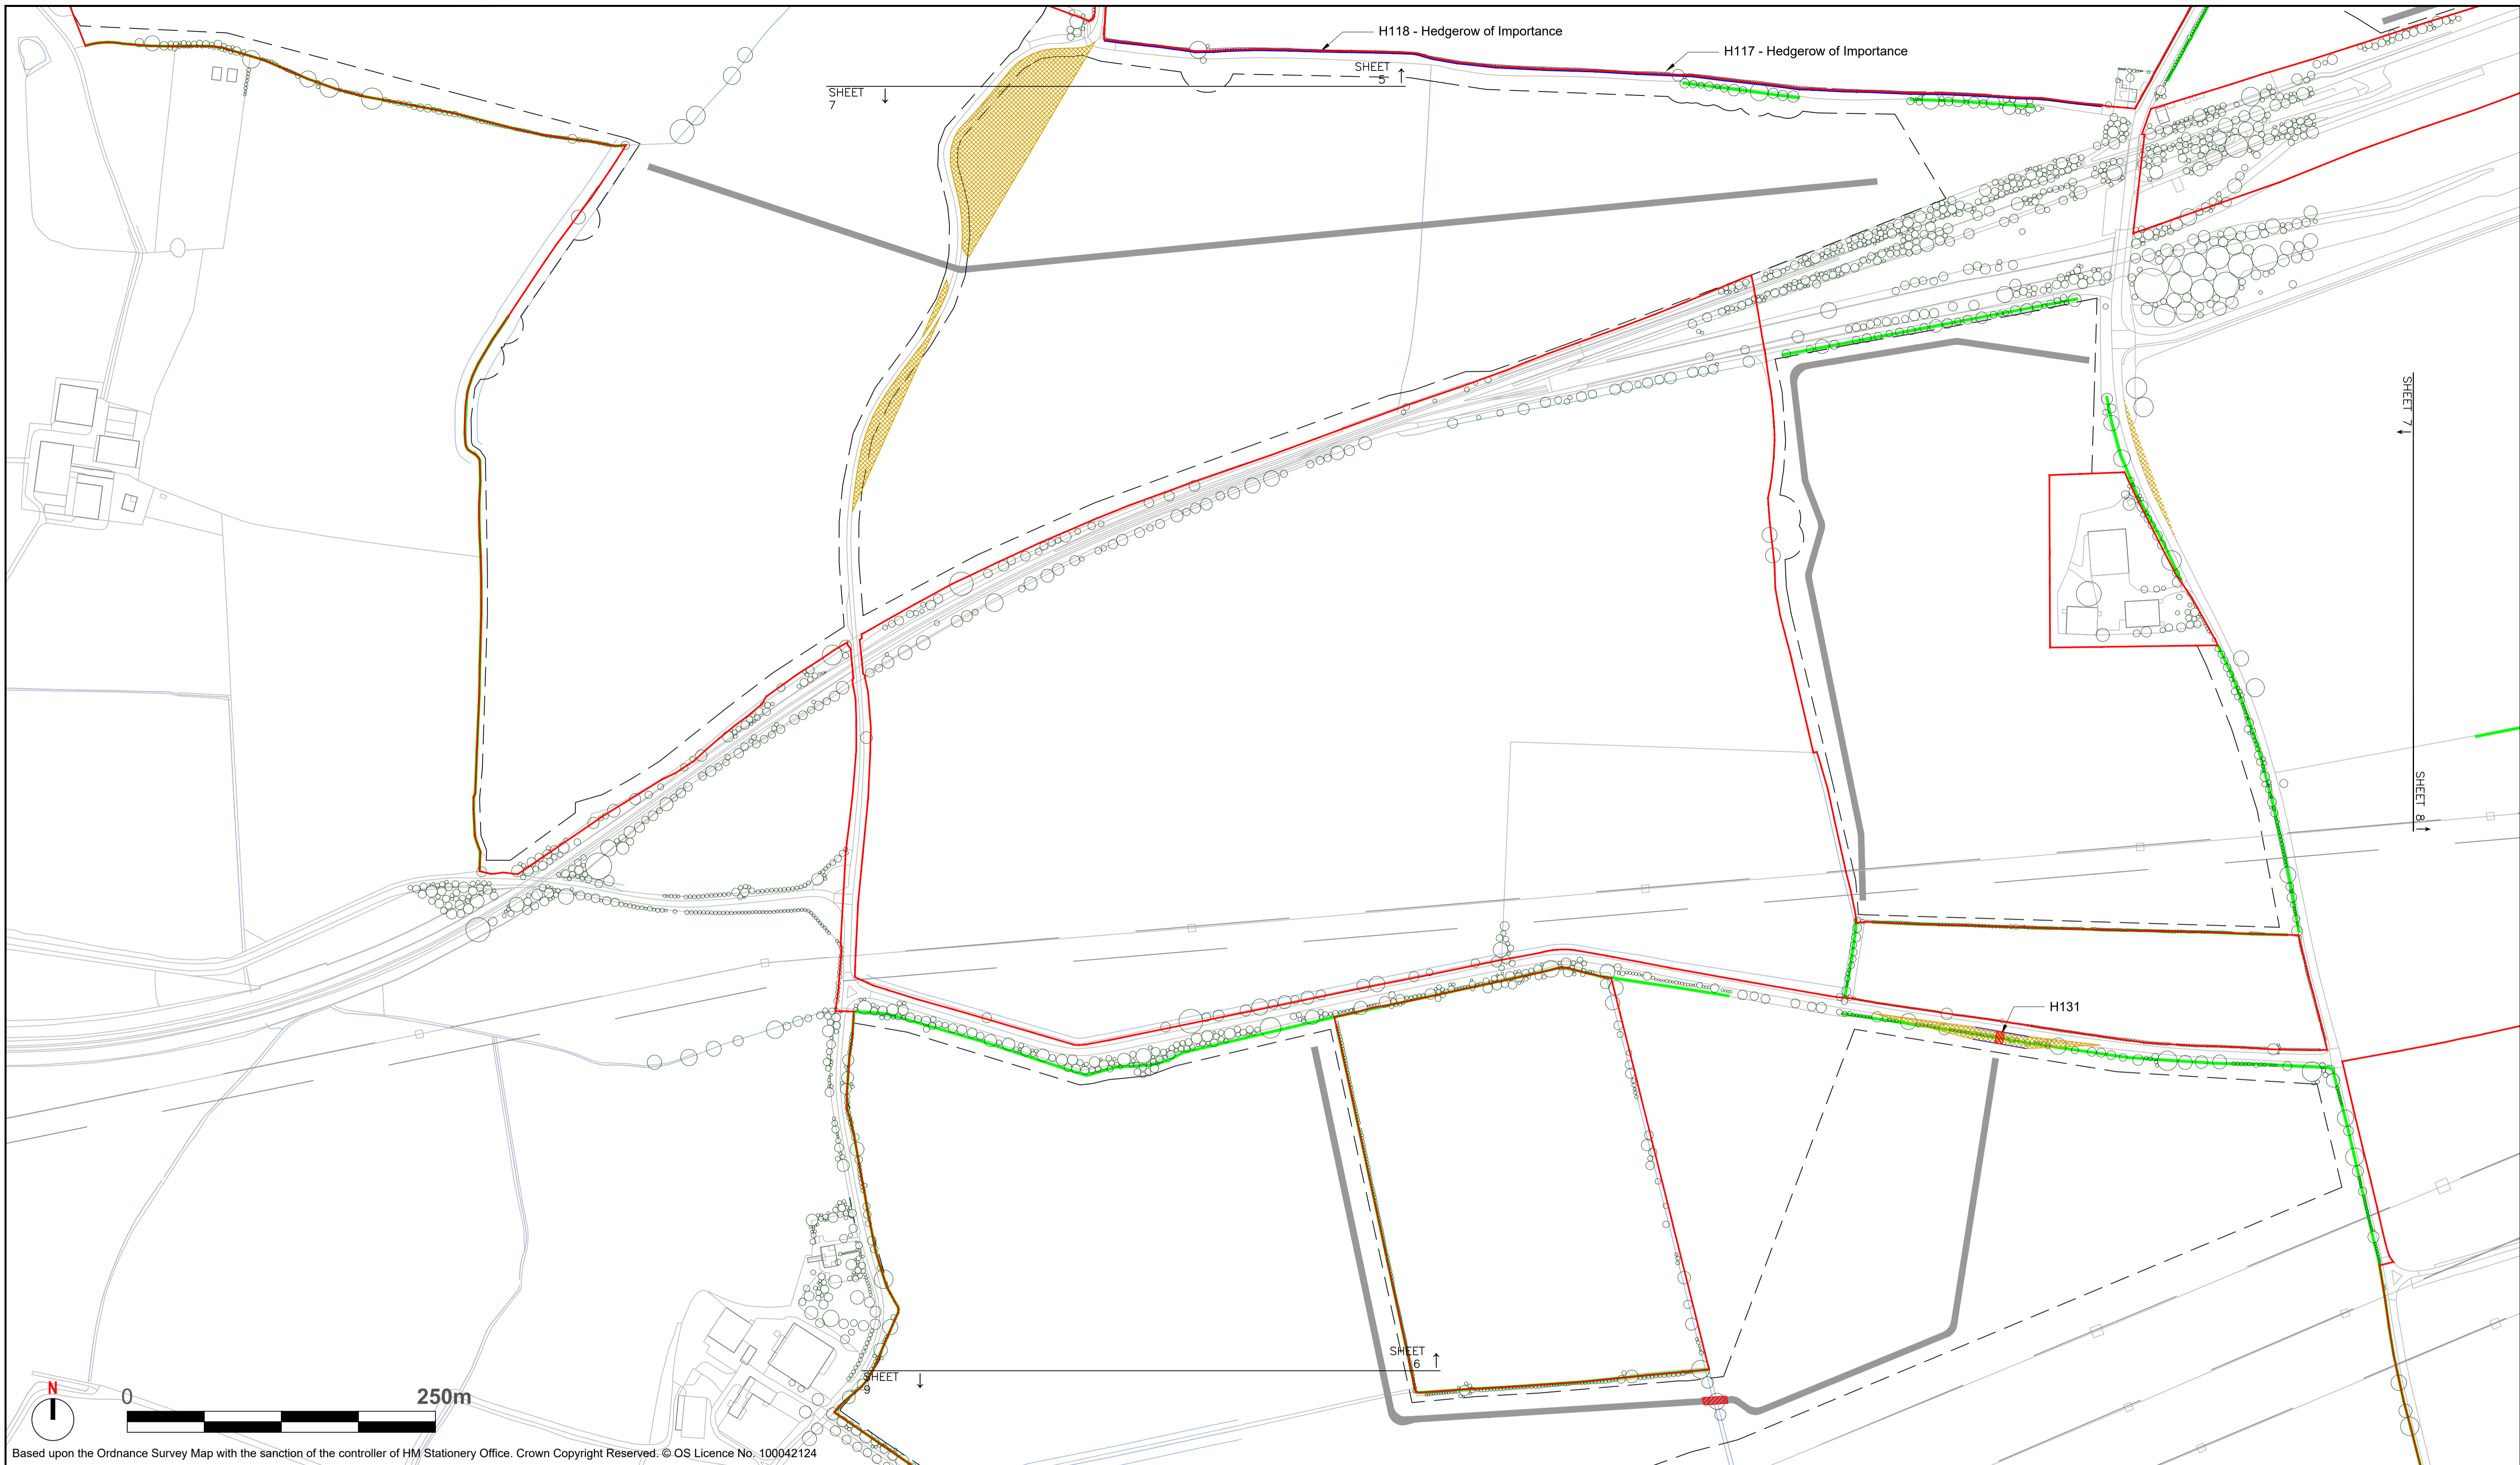 H118 - Hedgerow of Importance
H117 - Hedgerow of Importance
SHEET
5
SHEET
7
SHEET 7
SHEET 8
H131
SHEET
6
SHEET
9
N
0
250m
Based upon the Ordnance Survey Map with the sanction of the controller of HM Stationery Office. Crown Copyright Reserved. © OS Licence No. 100042124